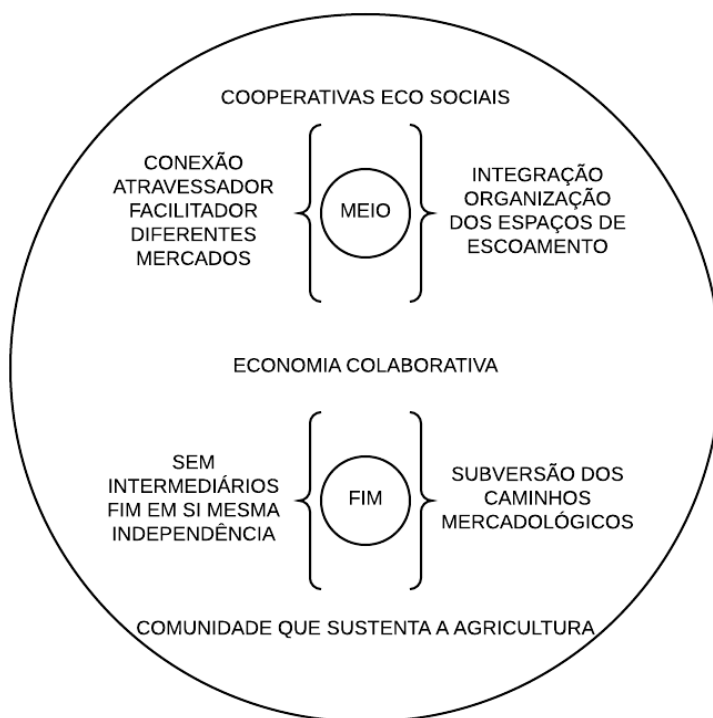 COOPERATIVAS ECO SOCIAIS
CONEXÃO
ATRAVESSADOR
FACILITADOR
DIFERENTES
MERCADOS
MEIO
INTEGRAÇÃO
ORGANIZAÇÃO
DOS ESPAÇOS DE
ESCOAMENTO
ECONOMIA COLABORATIVA
SEM
INTERMEDIÁRIOS
FIM EM SI MESMA
INDEPENDÊNCIA
FIM
SUBVERSÃO DOS
CAMINHOS
MERCADOLÓGICOS
COMUNIDADE QUE SUSTENTA A AGRICULTURA